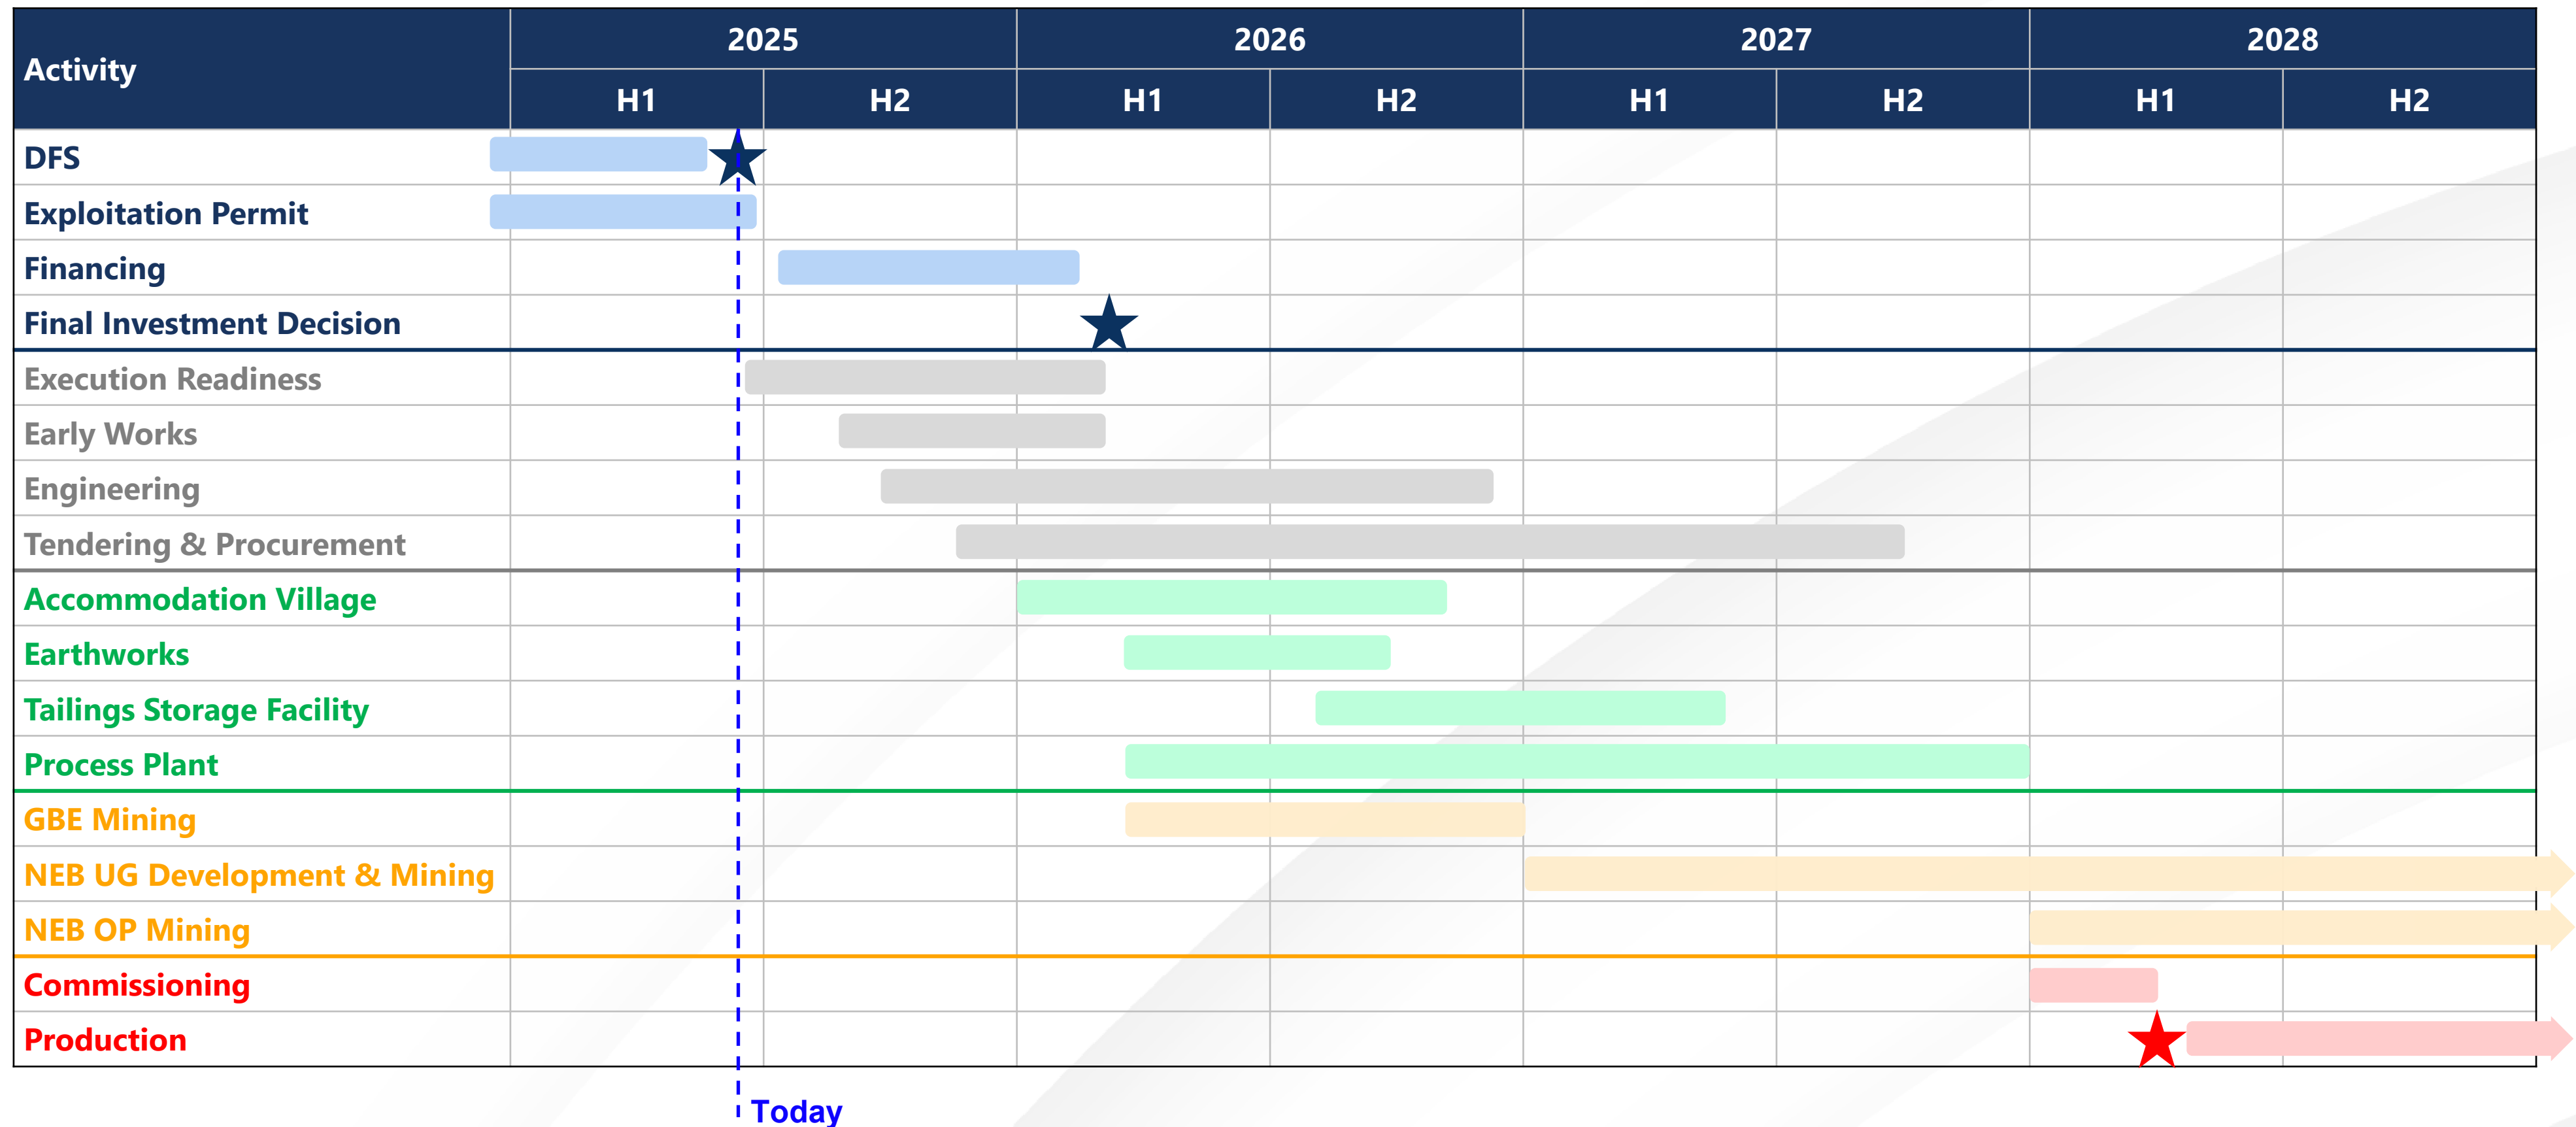 Activity
2025 2026 2027 2028
H1 H2 H1 H2 H1 H2 H1 H2
DFS
Exploitation Permit
Financing
Final Investment Decision
Execution Readiness
Early Works
Engineering
Tendering & Procurement
Accommodation Village
Earthworks
Tailings Storage Facility
Process Plant
GBE Mining
NEB UG Development & Mining
NEB OP Mining
Commissioning
Production
Today